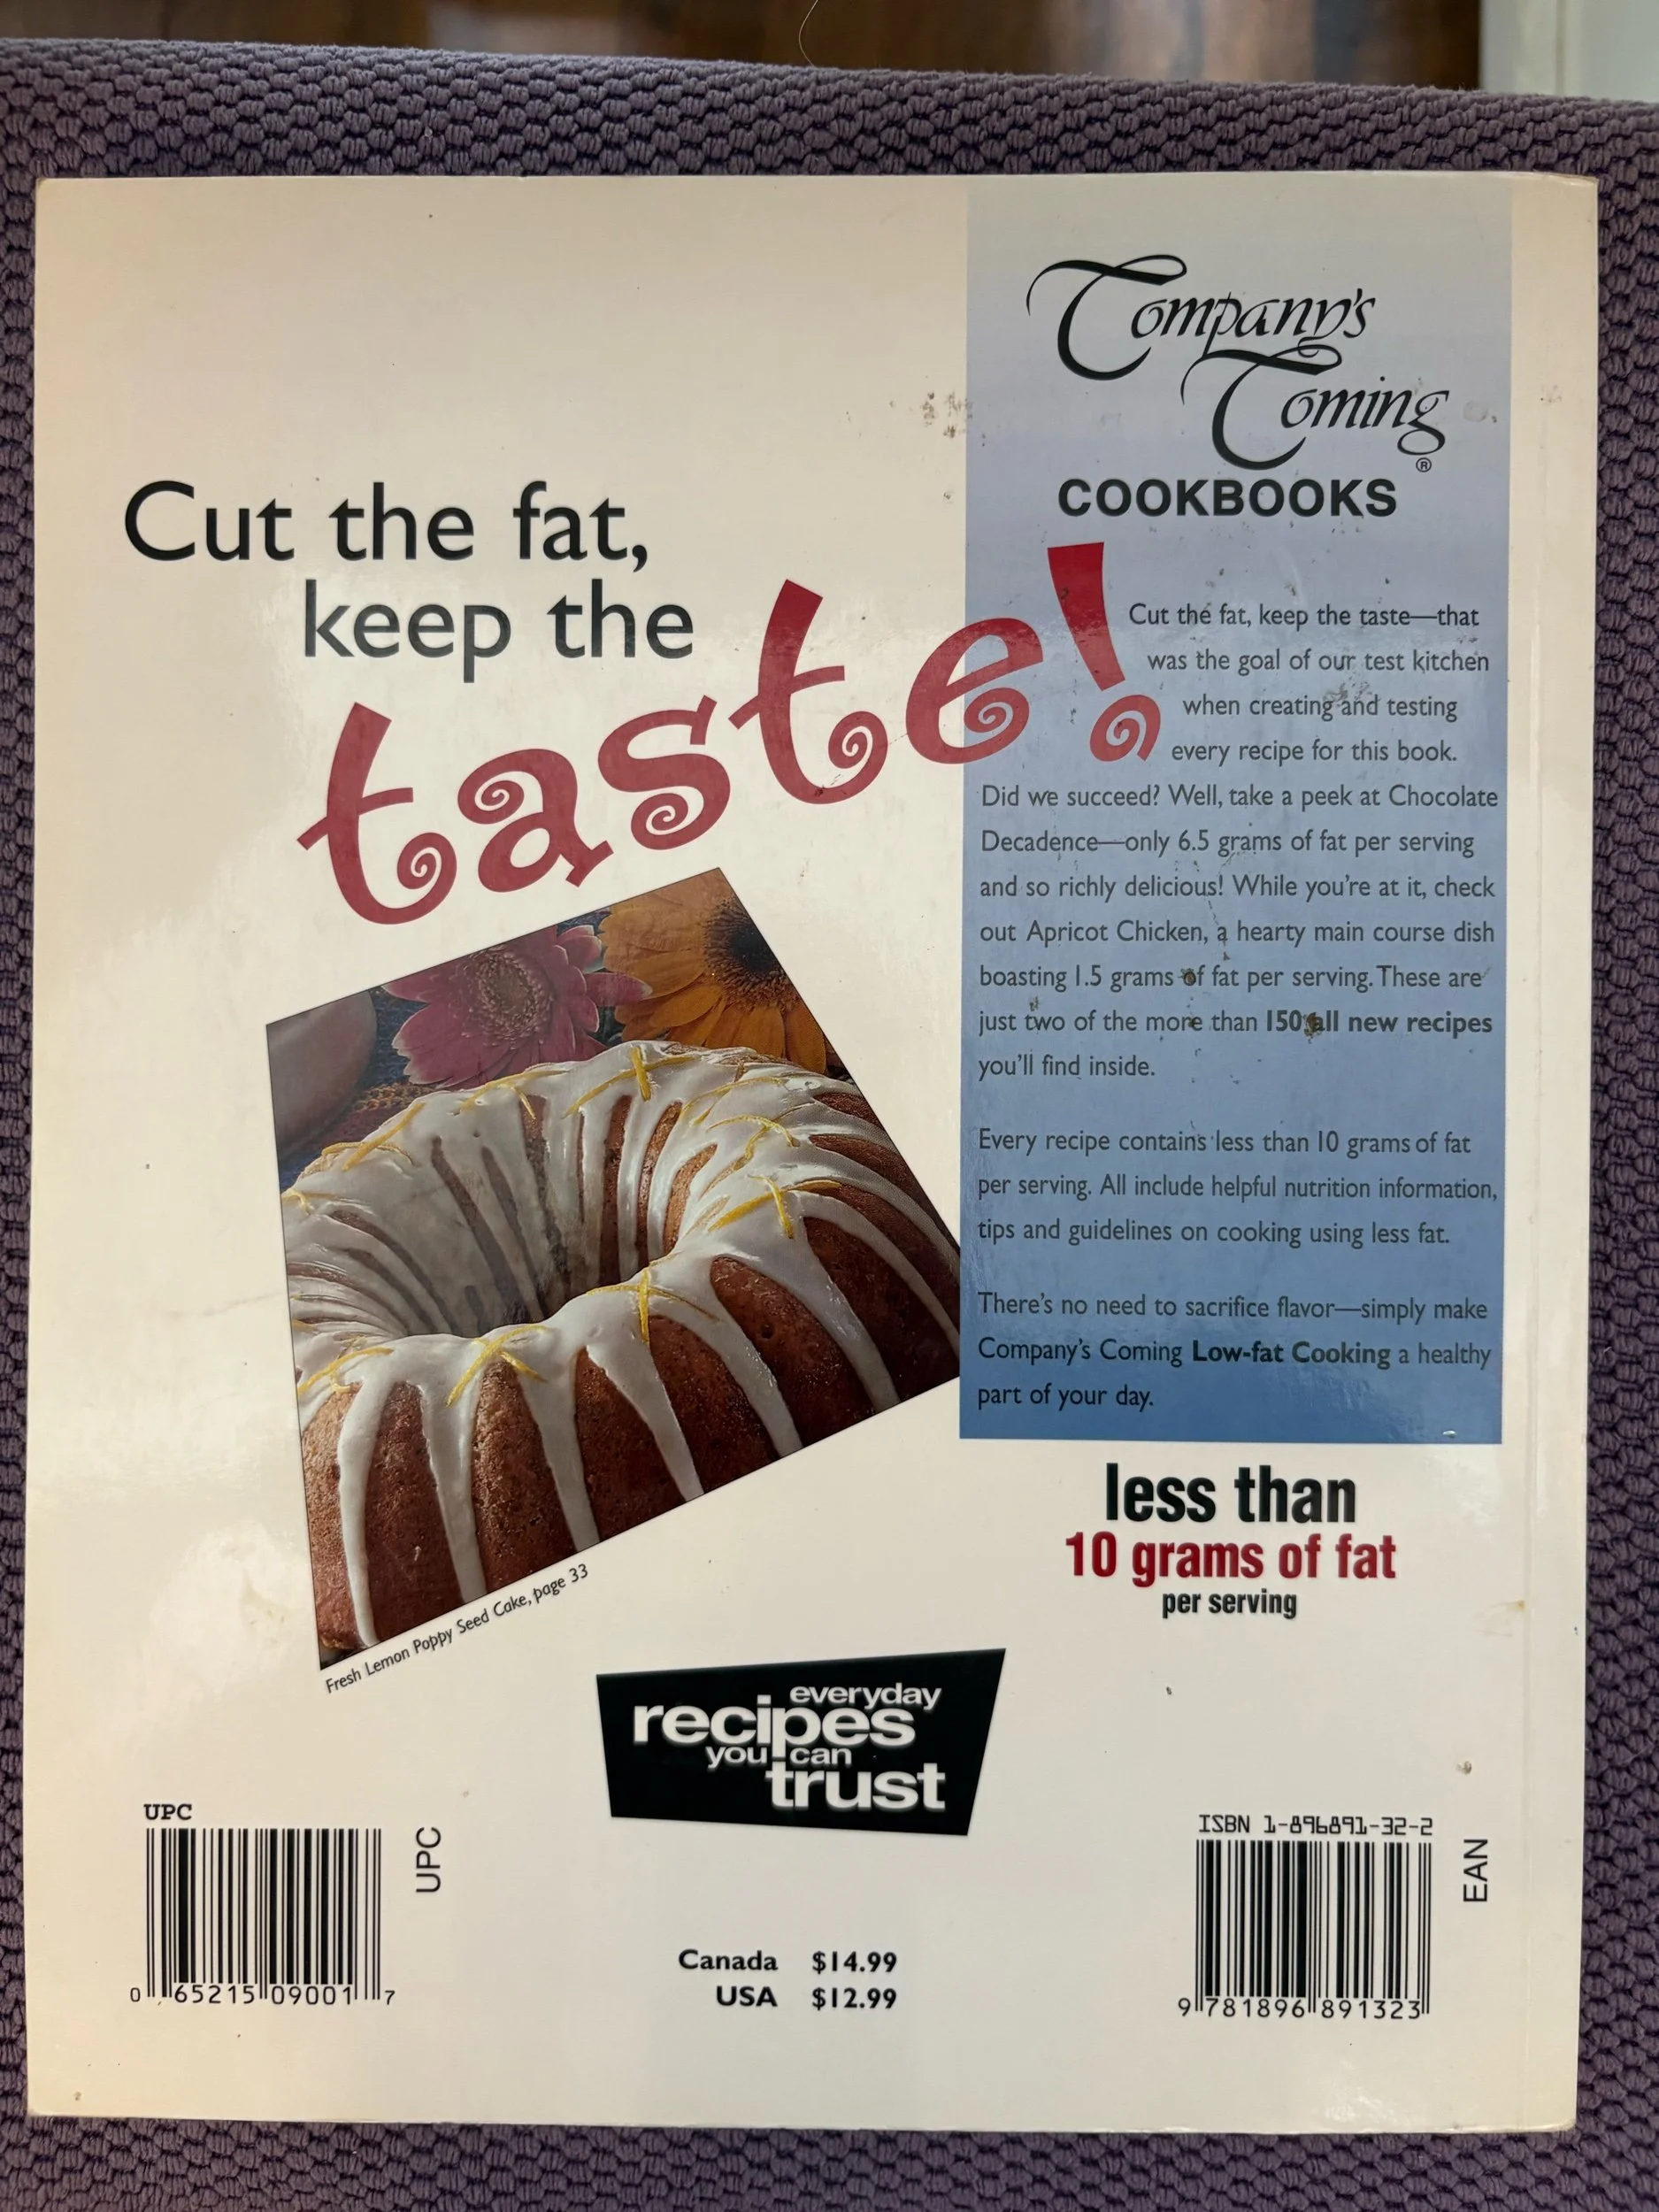 Company's
Coming
®
COOKBOOKS
Cut the fat,
keep the
taste!
Cut the fat, keep the taste—that
was the goal of our test kitchen
when creating and testing
every recipe for this book.
Did we succeed? Well, take a peek at Chocolate
Decadence—only 6.5 grams of fat per serving
and so richly delicious! While you're at it, check
out Apricot Chicken, a hearty main course dish
boasting 1.5 grams of fat per serving. These are
just two of the more than 150 all new recipes
you'll find inside.
Every recipe contains less than 10 grams of fat
per serving. All include helpful nutrition information,
tips and guidelines on cooking using less fat.
There's no need to sacrifice flavor—simply make
Company's Coming Low-fat Cooking a healthy
part of your day.
less than
10 grams of fat
per serving
Fresh Lemon Poppy Seed Cake, page 33
everyday
recipes
you can
trust
UPC
UPC
0 65215 09001 7
Canada $14.99
USA $12.99
ISBN 1-896891-32-2
EAN
9 781896 891323